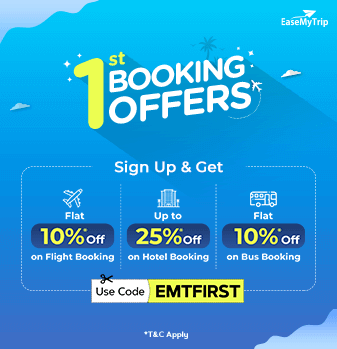 EaseMyTrip
1st BOOKING
OFFERS
Sign Up & Get
Flat
10%*Off
on Flight Booking
Up to
25%*Off
on Hotel Booking
Flat
10%*Off
on Bus Booking
Use Code EMTFIRST
*T&C Apply